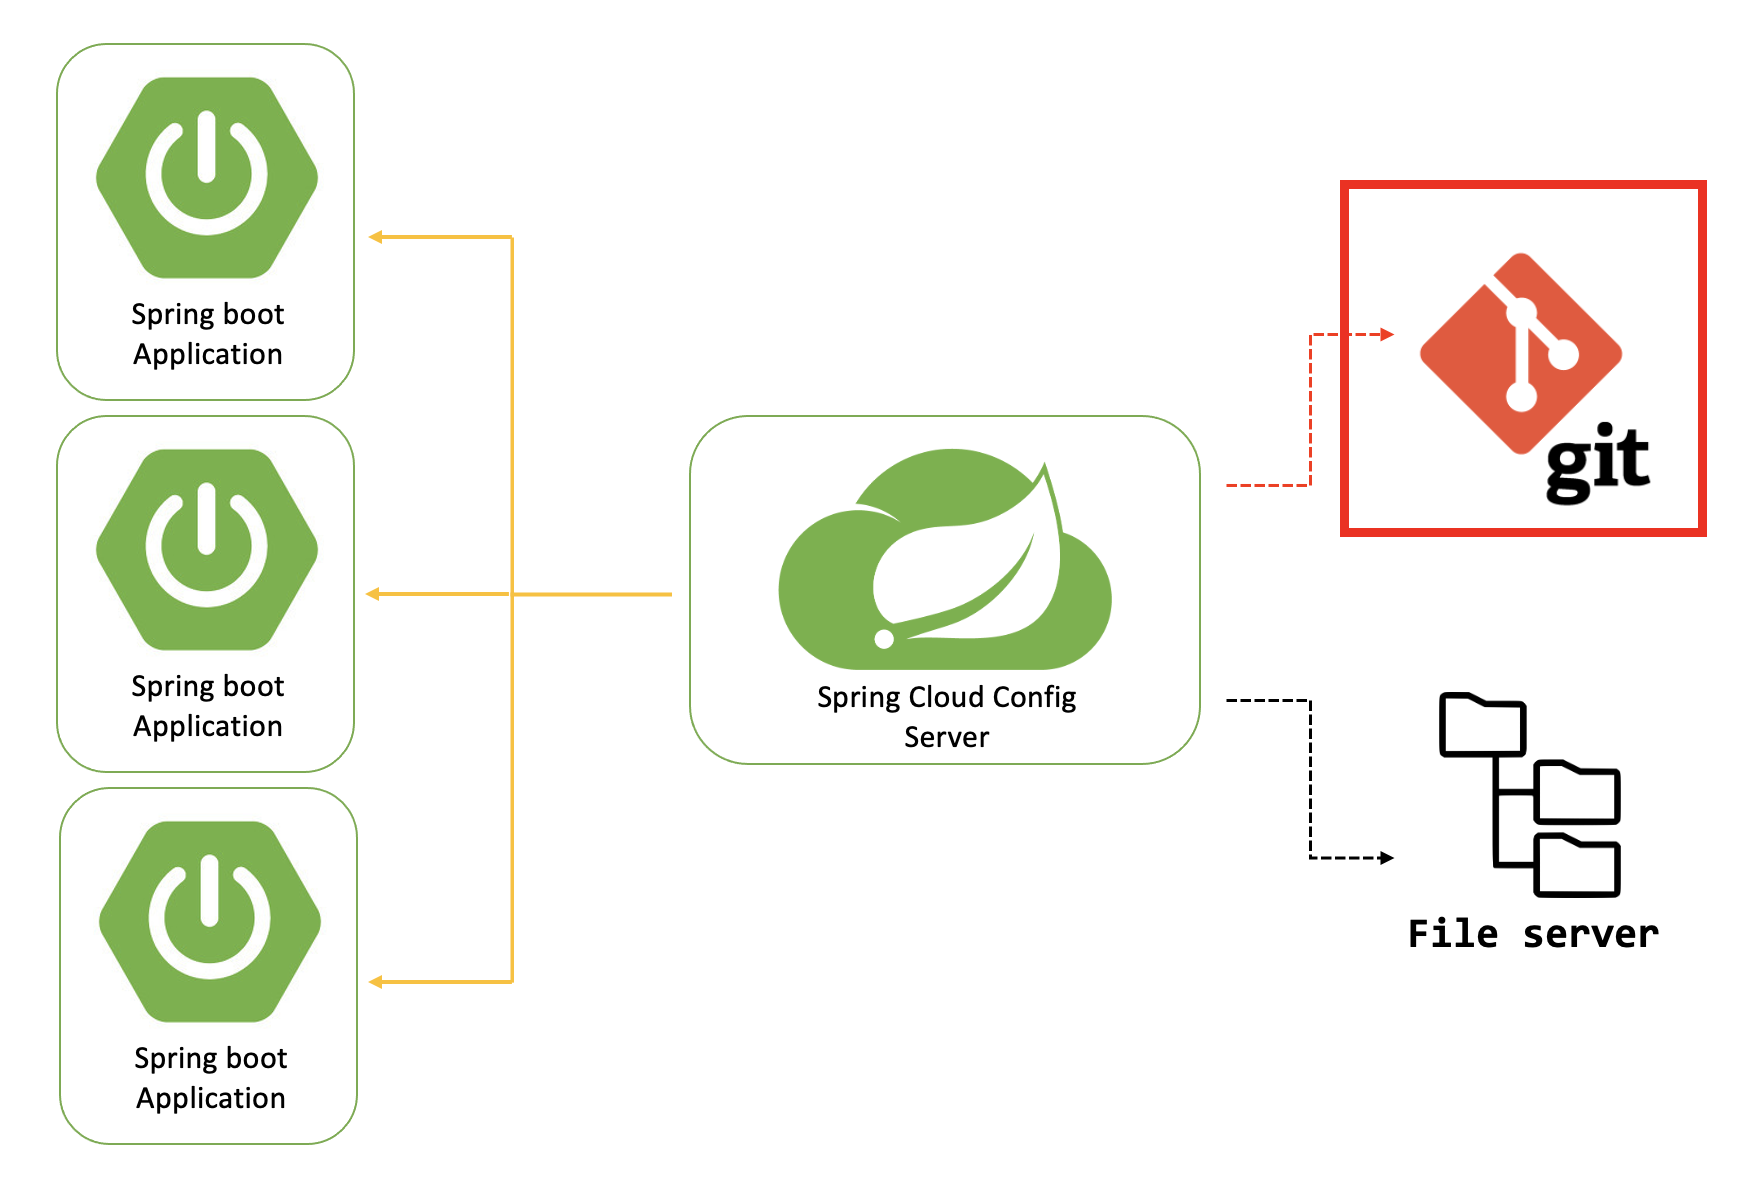 Spring boot
Application
Spring boot
Application
Spring boot
Application
Spring Cloud Config
Server
git
File server